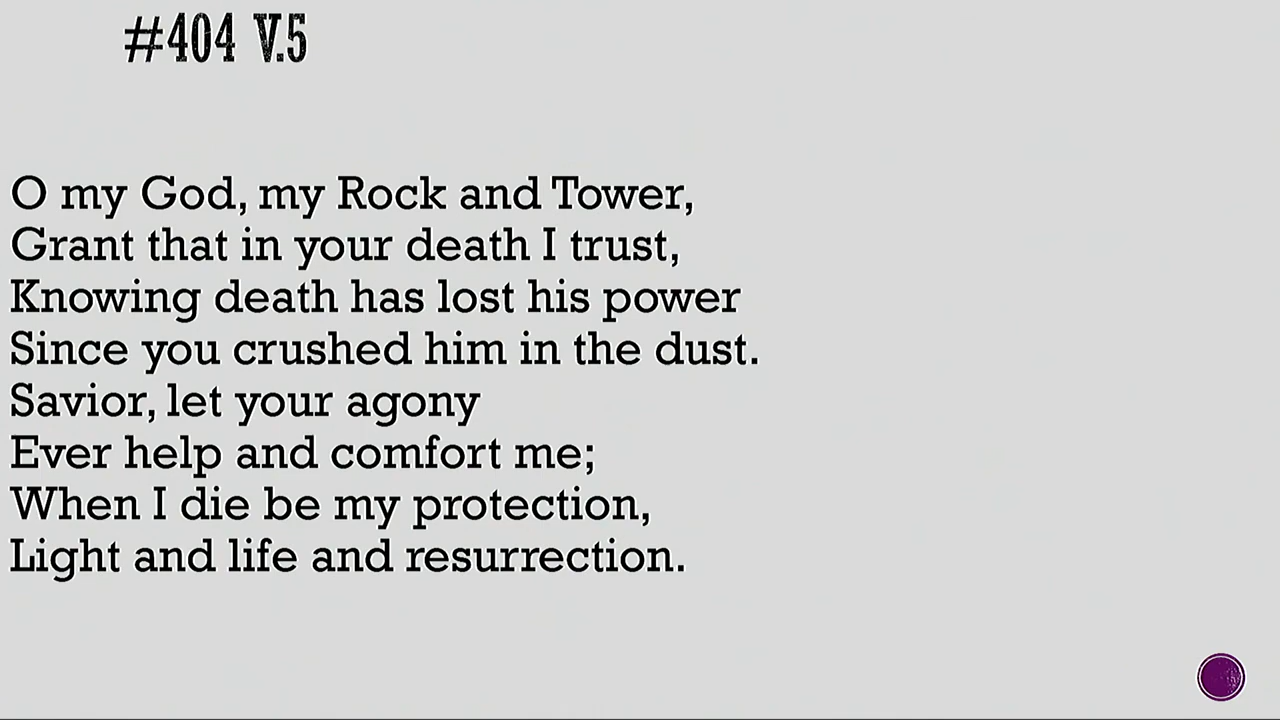 #404 V.5
O my God, my Rock and Tower,
Grant that in your death I trust,
Knowing death has lost his power
Since you crushed him in the dust.
Savior, let your agony
Ever help and comfort me;
When I die be my protection,
Light and life and resurrection.